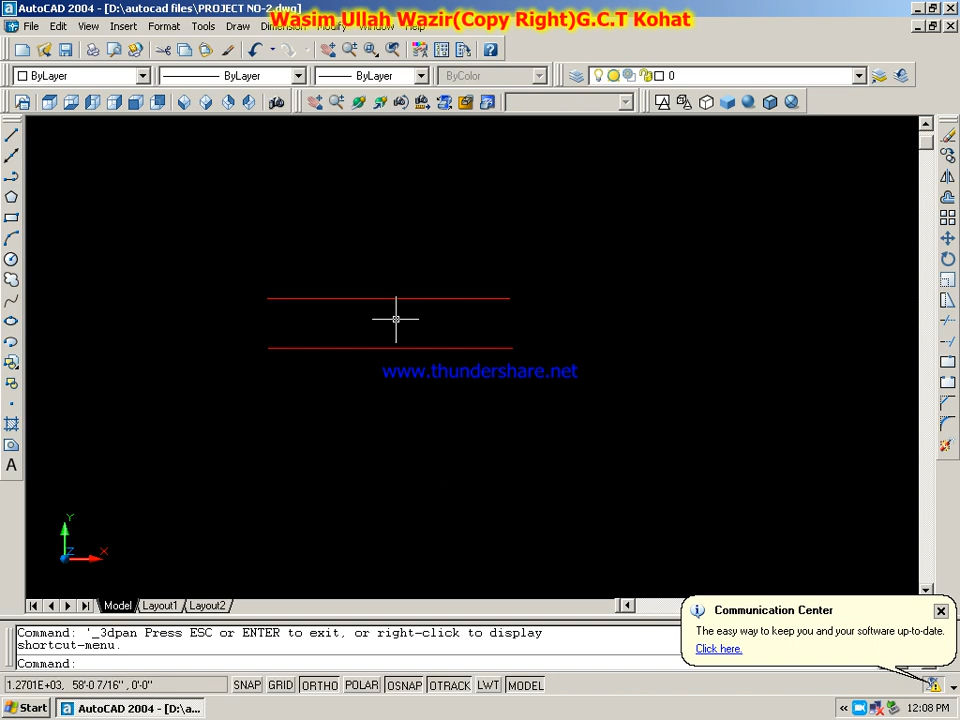 AutoCAD 2004 - [D:\autocad files\PROJECT NO-2.dwg]
Wasim Ullah Wazir(Copy Right)G.C.T Kohat
File Edit View Insert Format Tools Draw Dimension Modify Window Help
ByLayer ByLayer ByLayer ByColor 0
www.thundershare.net
Y
Z X
Model Layout1 Layout2
Communication Center
The easy way to keep you and your software up-to-date.
Click here.
Command: '_3dpan Press ESC or ENTER to exit, or right-click to display
shortcut-menu.
Command:
1.2701E+03, 58'-0 7/16" , 0'-0" SNAP GRID ORTHO POLAR OSNAP OTRACK LWT MODEL
Start AutoCAD 2004 - [D:\a... « 12:08 PM